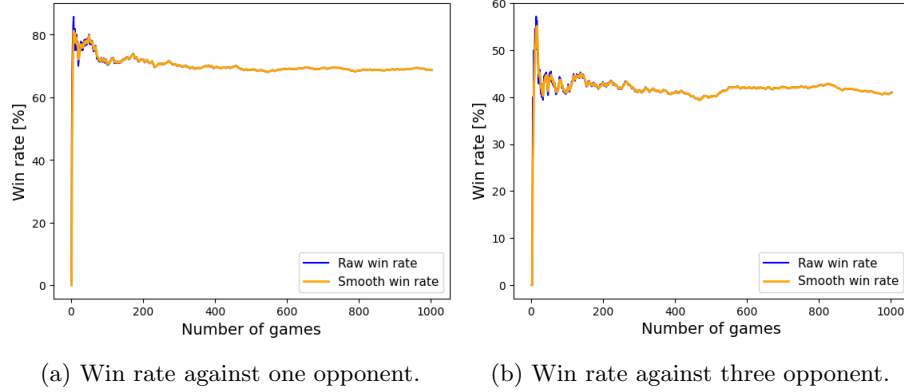 80
60
40
20
0
Win rate [%]
0 200 400 600 800 1000
Number of games
Raw win rate
Smooth win rate
(a) Win rate against one opponent.
60
50
40
30
20
10
0
Win rate [%]
0 200 400 600 800 1000
Number of games
Raw win rate
Smooth win rate
(b) Win rate against three opponent.